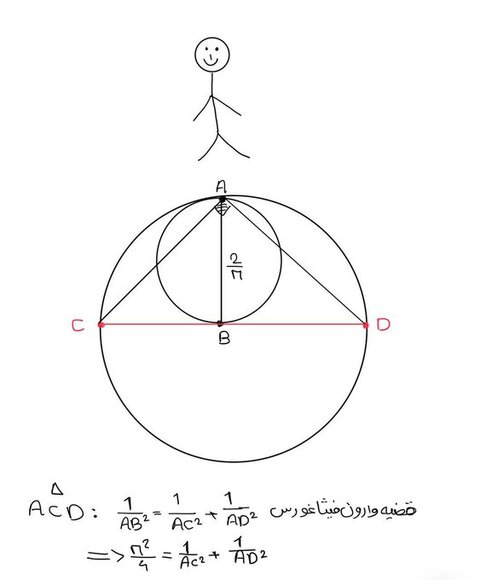 A
2/π
C
B
D
△
ACD: 1/AB² = 1/AC² + 1/AD² قضیه وارون فیثاغورس
=> π²/4 = 1/AC² + 1/AD²